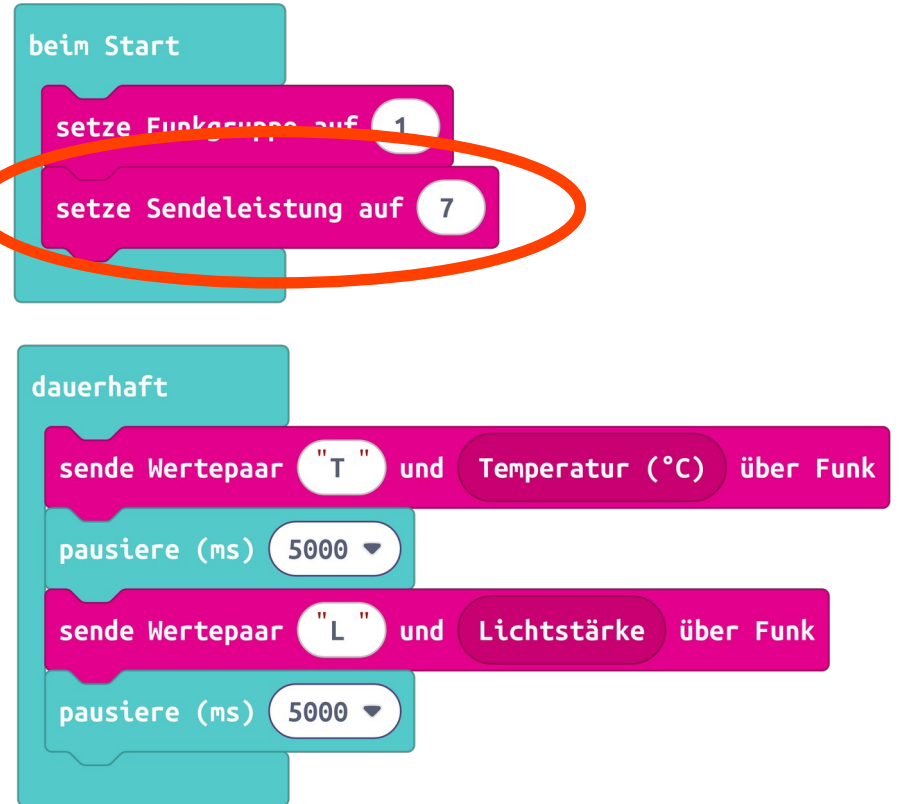 beim Start
setze Funkgruppe auf 1
setze Sendeleistung auf 7
dauerhaft
sende Wertepaar "T" und Temperatur (°C) über Funk
pausiere (ms) 5000
sende Wertepaar "L" und Lichtstärke über Funk
pausiere (ms) 5000